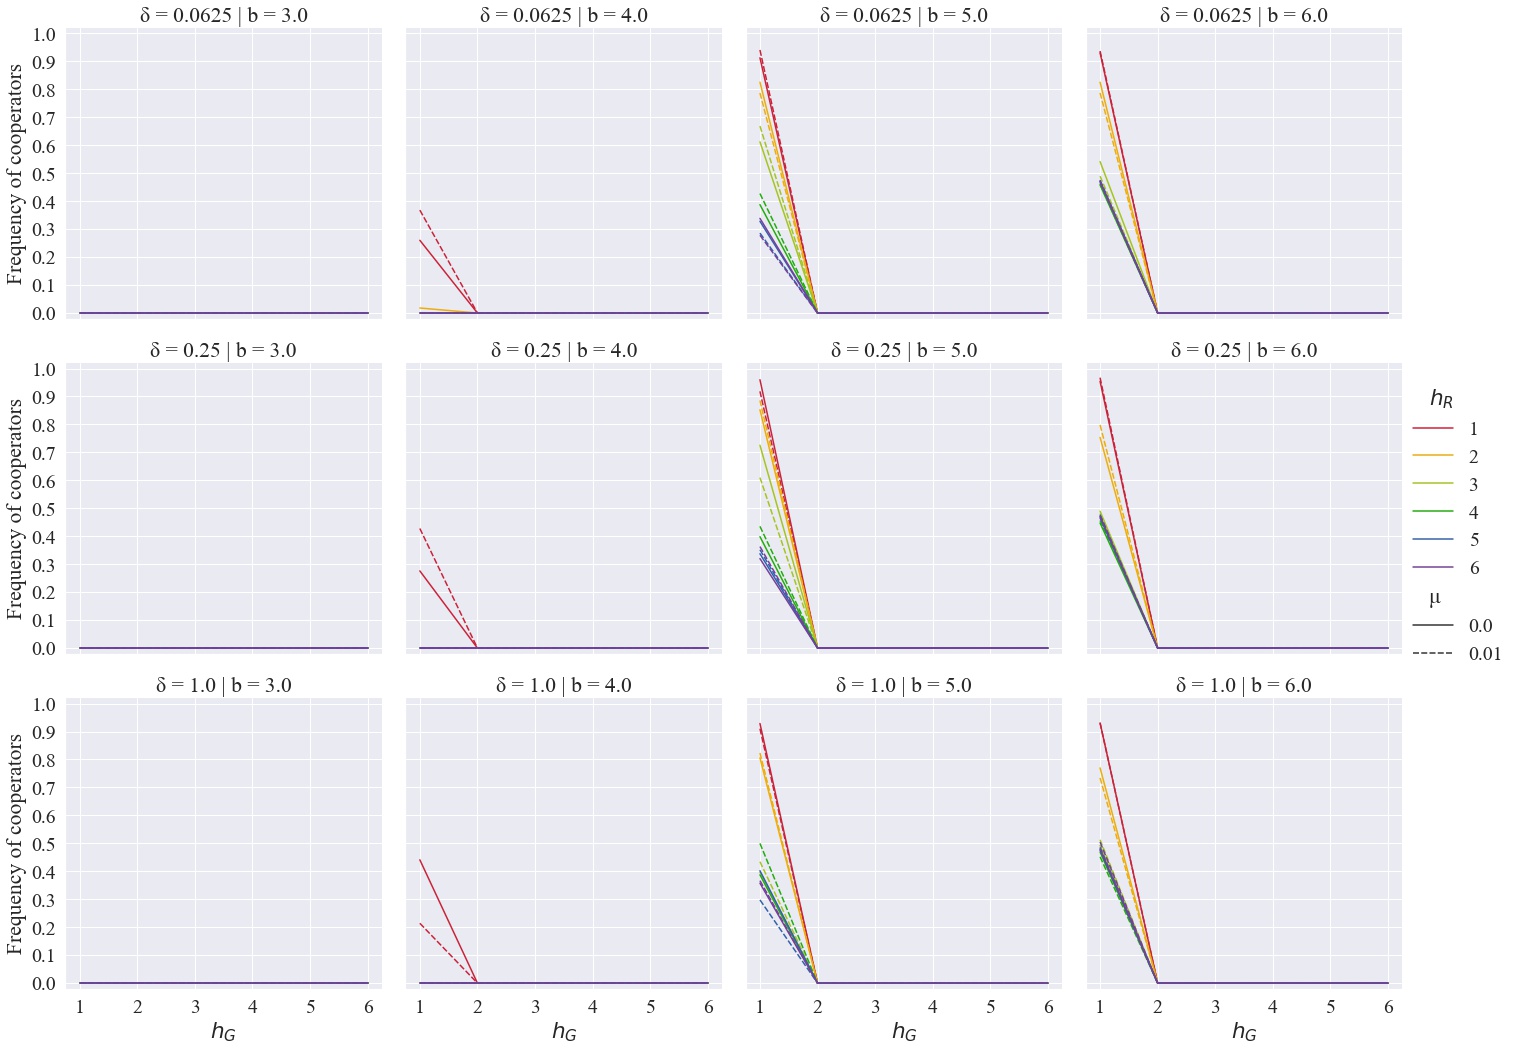 δ = 0.0625 | b = 3.0
δ = 0.0625 | b = 4.0
δ = 0.0625 | b = 5.0
δ = 0.0625 | b = 6.0
1.0
0.9
0.8
0.7
0.6
0.5
0.4
0.3
0.2
0.1
0.0
Frequency of cooperators
δ = 0.25 | b = 3.0
δ = 0.25 | b = 4.0
δ = 0.25 | b = 5.0
δ = 0.25 | b = 6.0
1.0
0.9
0.8
0.7
0.6
0.5
0.4
0.3
0.2
0.1
0.0
Frequency of cooperators
h_R
1
2
3
4
5
6
μ
0.0
0.01
δ = 1.0 | b = 3.0
δ = 1.0 | b = 4.0
δ = 1.0 | b = 5.0
δ = 1.0 | b = 6.0
1.0
0.9
0.8
0.7
0.6
0.5
0.4
0.3
0.2
0.1
0.0
Frequency of cooperators
1 2 3 4 5 6
h_G
1 2 3 4 5 6
h_G
1 2 3 4 5 6
h_G
1 2 3 4 5 6
h_G